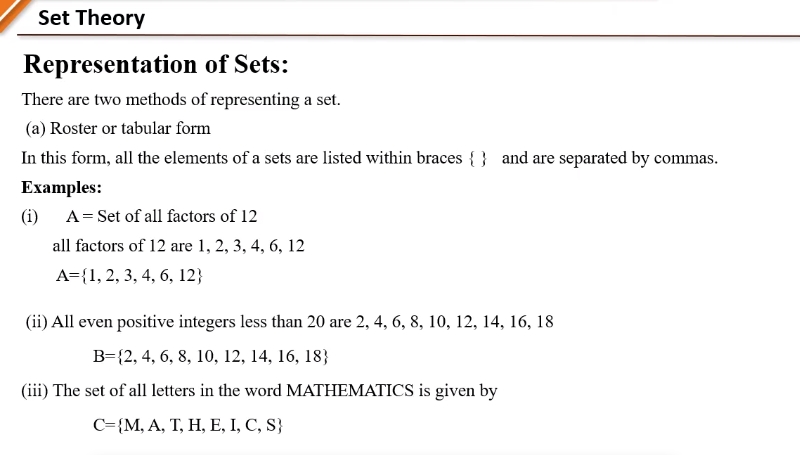 Set Theory
Representation of Sets:
There are two methods of representing a set.
(a) Roster or tabular form
In this form, all the elements of a sets are listed within braces { } and are separated by commas.
Examples:
(i) A = Set of all factors of 12
all factors of 12 are 1, 2, 3, 4, 6, 12
A={1, 2, 3, 4, 6, 12}
(ii) All even positive integers less than 20 are 2, 4, 6, 8, 10, 12, 14, 16, 18
B={2, 4, 6, 8, 10, 12, 14, 16, 18}
(iii) The set of all letters in the word MATHEMATICS is given by
C={M, A, T, H, E, I, C, S}